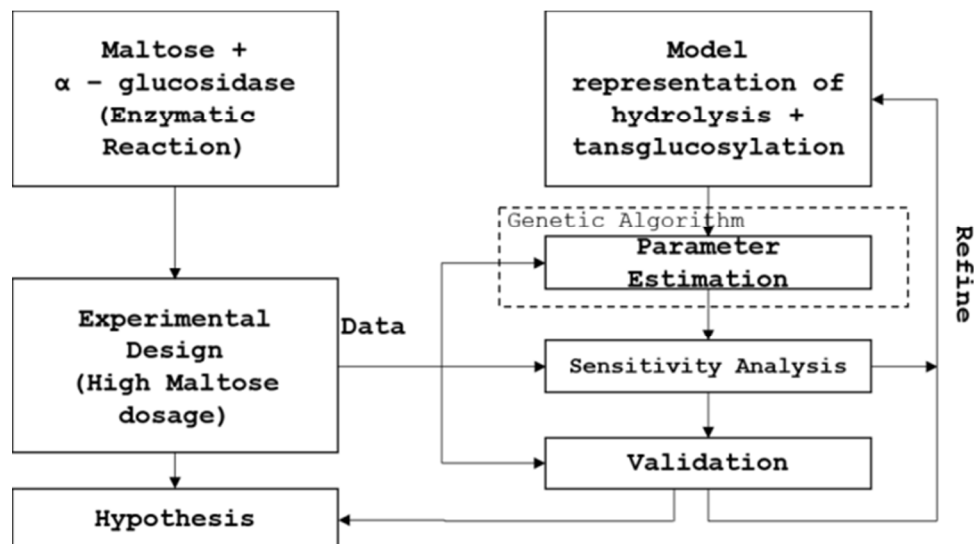 Maltose +
α – glucosidase
(Enzymatic
Reaction)
Model
representation of
hydrolysis +
tansglucosylation
Genetic Algorithm
Parameter
Estimation
Refine
Experimental
Design
(High Maltose
dosage)
Data
Sensitivity Analysis
Validation
Hypothesis